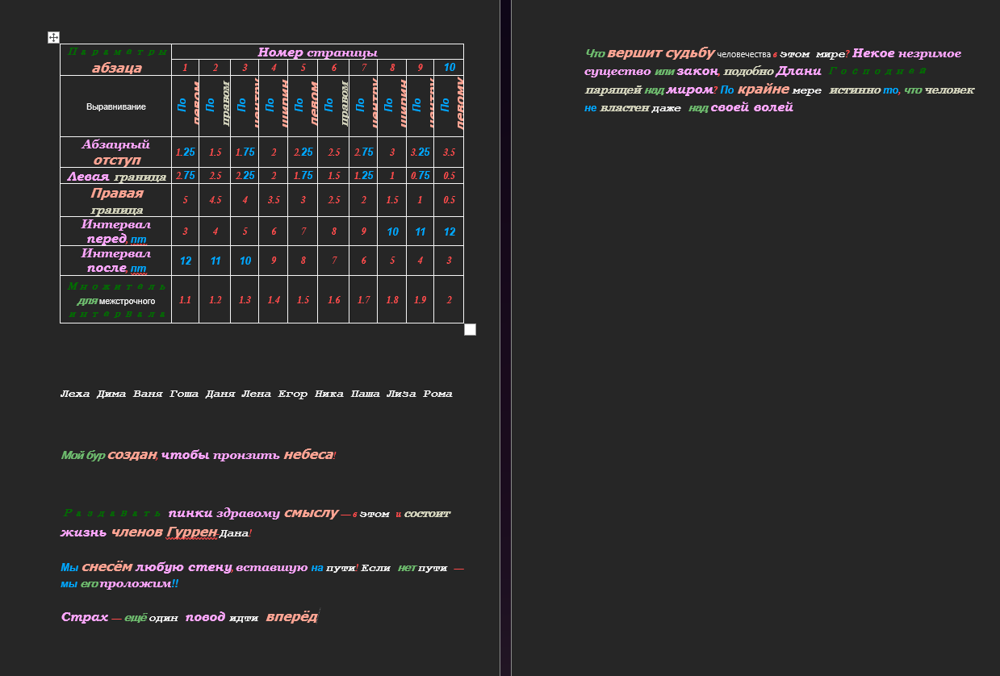 Параметры абзаца Номер страницы
1 2 3 4 5 6 7 8 9 10
Выравнивание По левом По правом По центру По ширин По левом По правом По центру По ширин По центру По левому
Абзацный отступ 1.25 1.5 1.75 2 2.25 2.5 2.75 3 3.25 3.5
Левая граница 2.75 2.5 2.25 2 1.75 1.5 1.25 1 0.75 0.5
Правая граница 5 4.5 4 3.5 3 2.5 2 1.5 1 0.5
Интервал перед, пт 3 4 5 6 7 8 9 10 11 12
Интервал после, пт 12 11 10 9 8 7 6 5 4 3
Множитель для межстрочного интервала 1.1 1.2 1.3 1.4 1.5 1.6 1.7 1.8 1.9 2
Леха Дима Ваня Гоша Даня Лена Егор Ника Паша Лиза Рома
Мой бур создан, чтобы пронзить небеса!
Раздавать пинки здравому смыслу — в этом и состоит
жизнь членов Гуррен-Дана!
Мы снесём любую стену, вставшую на пути! Если нет пути —
мы его проложим!!
Страх — ещё один повод идти вперёд
Что вершит судьбу человечества в этом мире? Некое незримое
существо или закон, подобно Длани Господней
парящей над миром? По крайне мере истинно то, что человек
не властен даже над своей волей